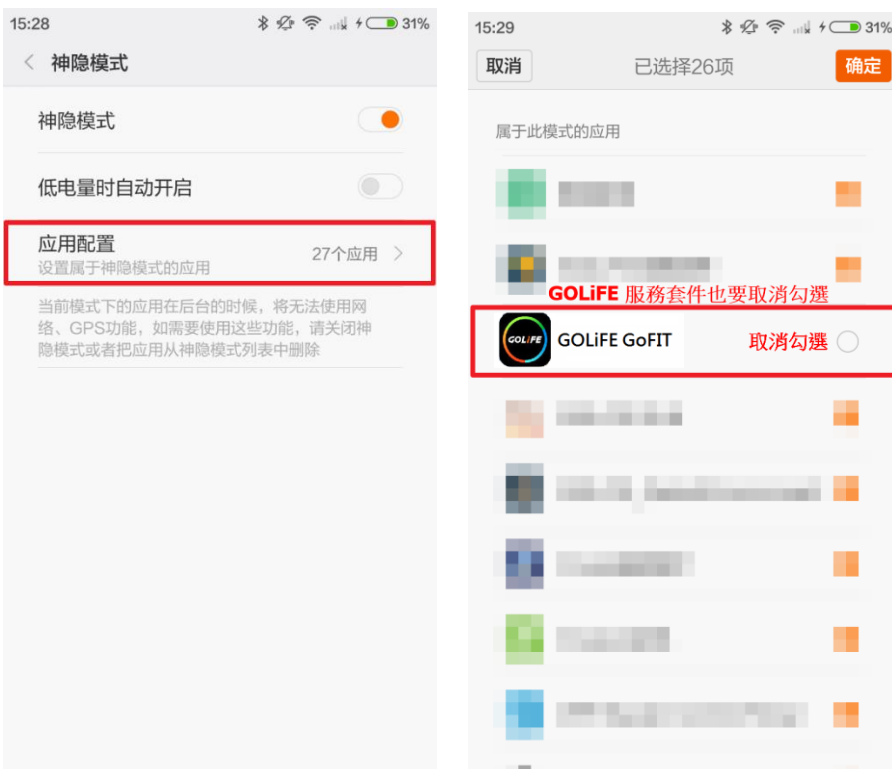 15:28
31%
神隐模式
神隐模式
低电量时自动开启
应用配置
设置属于神隐模式的应用
27个应用
当前模式下的应用在后台的时候，将无法使用网
络、GPS功能，如需要使用这些功能，请关闭神
隐模式或者把应用从神隐模式列表中删除
15:29
31%
取消
已选择26项
确定
属于此模式的应用
GOLiFE 服務套件也要取消勾選
GOLiFE
GOLiFE GoFIT
取消勾選